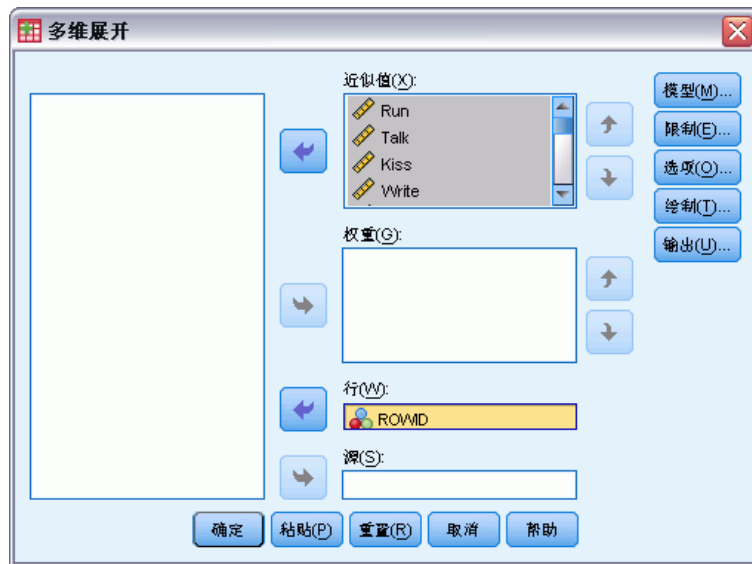 多维展开
近似值(X):
Run
Talk
Kiss
Write
权重(G):
行(W):
ROWID
源(S):
模型(M)...
限制(E)...
选项(O)...
绘制(T)...
输出(U)...
确定
粘贴(P)
重置(R)
取消
帮助